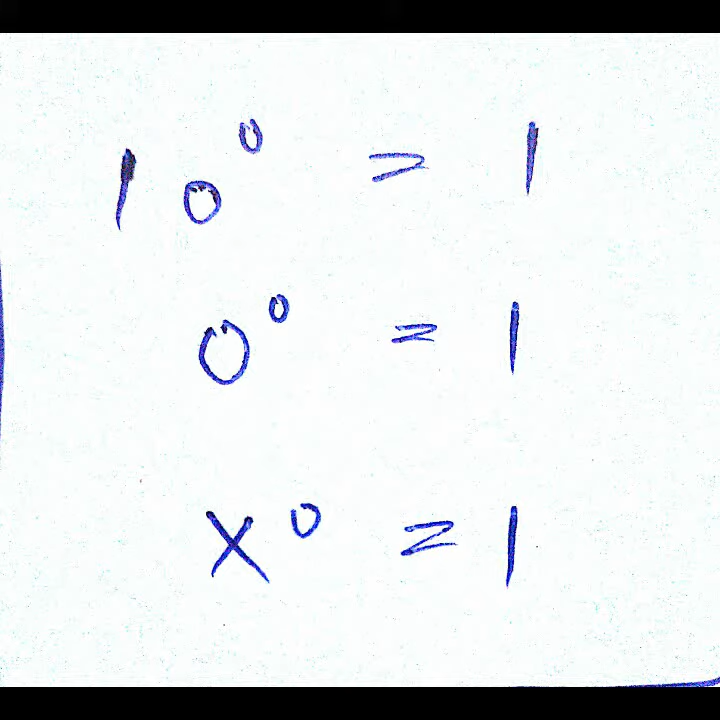 10⁰ = 1
0⁰ = 1
x⁰ = 1